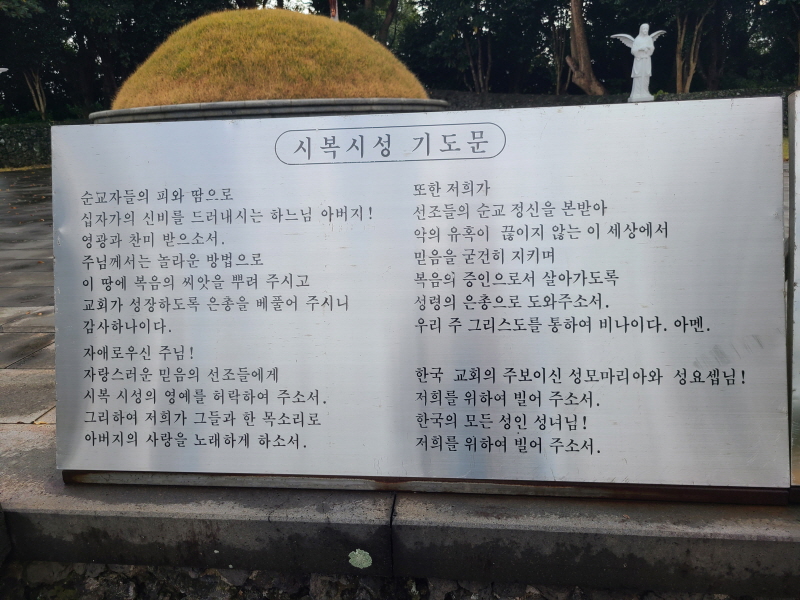 시복시성 기도문
순교자들의 피와 땀으로
십자가의 신비를 드러내시는 하느님 아버지!
영광과 찬미 받으소서.
주님께서는 놀라운 방법으로
이 땅에 복음의 씨앗을 뿌려 주시고
교회가 성장하도록 은총을 베풀어 주시니
감사하나이다.
자애로우신 주님!
자랑스러운 믿음의 선조들에게
시복 시성의 영예를 허락하여 주소서.
그리하여 저희가 그들과 한 목소리로
아버지의 사랑을 노래하게 하소서.
또한 저희가
선조들의 순교 정신을 본받아
악의 유혹이 끊이지 않는 이 세상에서
믿음을 굳건히 지키며
복음의 증인으로서 살아가도록
성령의 은총으로 도와주소서.
우리 주 그리스도를 통하여 비나이다. 아멘.
한국 교회의 주보이신 성모마리아와 성요셉님!
저희를 위하여 빌어 주소서.
한국의 모든 성인 성녀님!
저희를 위하여 빌어 주소서.